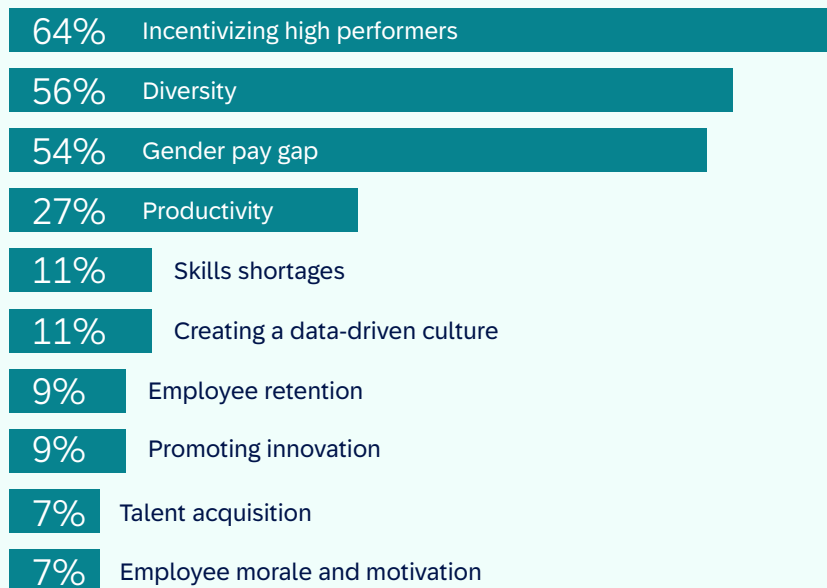 64% Incentivizing high performers
56% Diversity
54% Gender pay gap
27% Productivity
11% Skills shortages
11% Creating a data-driven culture
9% Employee retention
9% Promoting innovation
7% Talent acquisition
7% Employee morale and motivation